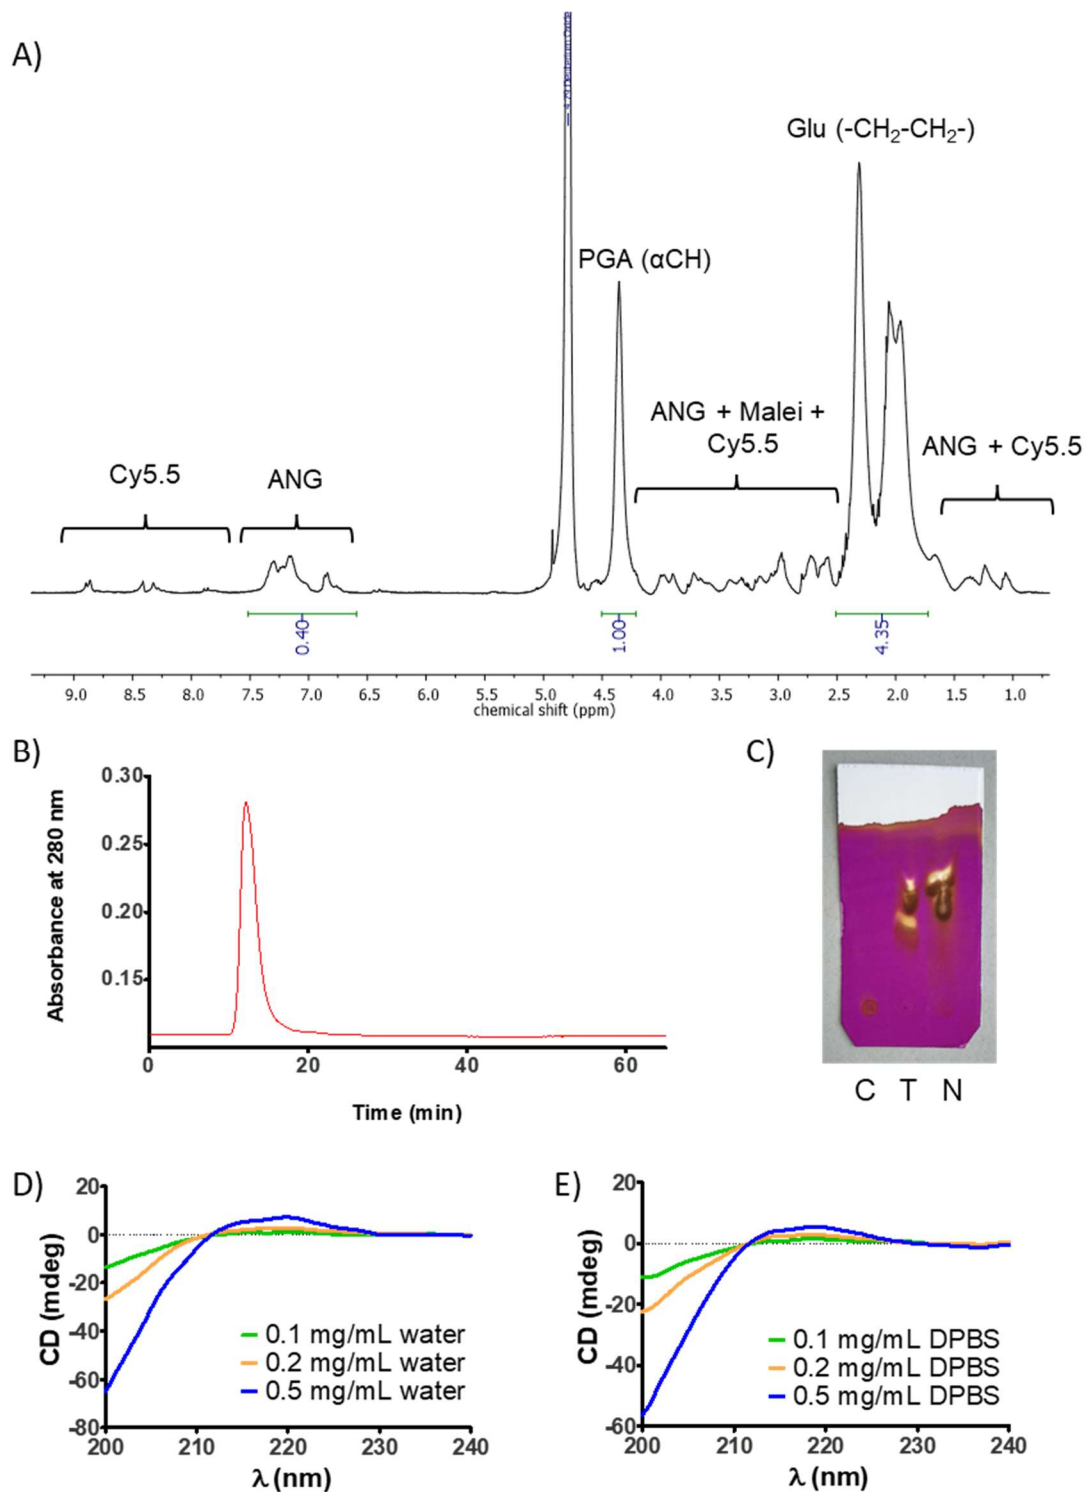 A)
4.79 Deuterium Oxide
Glu (-CH₂-CH₂-)
PGA (αCH)
ANG + Malei +
Cy5.5
ANG + Cy5.5
Cy5.5
ANG
0.40
1.00
4.35
9.0 8.5 8.0 7.5 7.0 6.5 6.0 5.5 5.0 4.5 4.0 3.5 3.0 2.5 2.0 1.5 1.0
chemical shift (ppm)
B)
0.30
0.25
0.20
0.15
Absorbance at 280 nm
0 20 40 60
Time (min)
C)
C T N
D)
20
0
-20
-40
-60
-80
CD (mdeg)
0.1 mg/mL water
0.2 mg/mL water
0.5 mg/mL water
200 210 220 230 240
λ (nm)
E)
20
0
-20
-40
-60
CD (mdeg)
0.1 mg/mL DPBS
0.2 mg/mL DPBS
0.5 mg/mL DPBS
200 210 220 230 240
λ (nm)